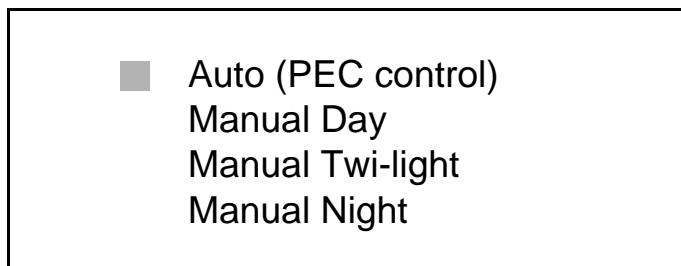 Auto (PEC control)
Manual Day
Manual Twi-light
Manual Night